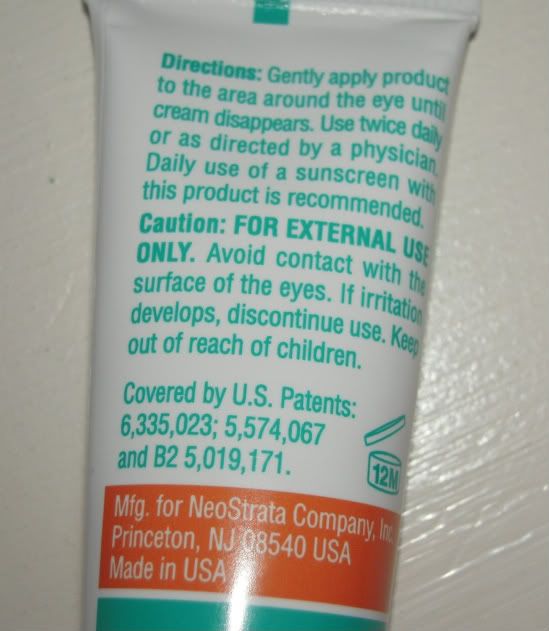 Directions: Gently apply product
to the area around the eye until
cream disappears. Use twice daily
or as directed by a physician.
Daily use of a sunscreen with
this product is recommended.
Caution: FOR EXTERNAL USE
ONLY. Avoid contact with the
surface of the eyes. If irritation
develops, discontinue use. Keep
out of reach of children.
Covered by U.S. Patents:
6,335,023; 5,574,067
and B2 5,019,171.
12M
Mfg. for NeoStrata Company, Inc.
Princeton, NJ 08540 USA
Made in USA